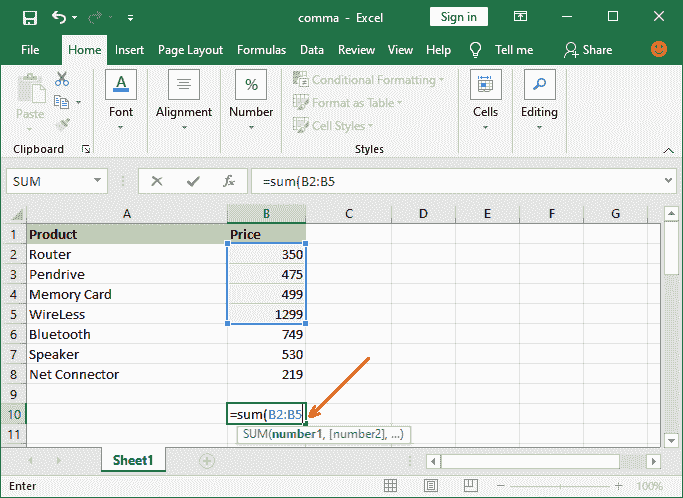 comma - Excel
Sign in
File Home Insert Page Layout Formulas Data Review View Help Tell me Share
Paste
Clipboard
A
Font
Alignment
%
Number
Conditional Formatting
Format as Table
Cell Styles
Styles
Cells
Editing
SUM fx =sum(B2:B5
A B C D E F G
1 Product Price
2 Router 350
3 Pendrive 475
4 Memory Card 499
5 WireLess 1299
6 Bluetooth 749
7 Speaker 530
8 Net Connector 219
9
10 =sum(B2:B5
11 SUM(number1, [number2], ...)
Sheet1
Enter 100%